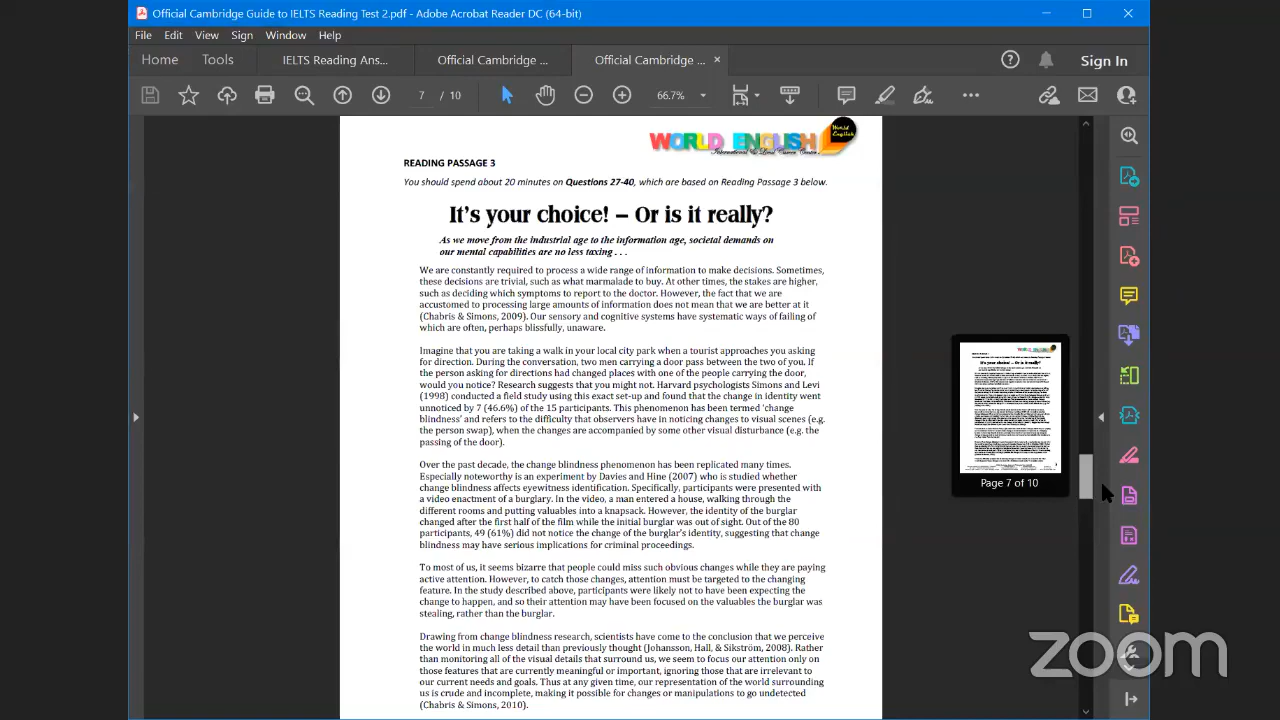 Official Cambridge Guide to IELTS Reading Test 2.pdf - Adobe Acrobat Reader DC (64-bit)
File Edit View Sign Window Help
Home Tools IELTS Reading Ans... Official Cambridge ... Official Cambridge ... × Sign In
7 / 10 66.7%
WORLD ENGLISH
World English
International & Local Career Center
READING PASSAGE 3
You should spend about 20 minutes on Questions 27-40, which are based on Reading Passage 3 below.
It's your choice! – Or is it really?
As we move from the industrial age to the information age, societal demands on
our mental capabilities are no less taxing . . .
We are constantly required to process a wide range of information to make decisions. Sometimes,
these decisions are trivial, such as what marmalade to buy. At other times, the stakes are higher,
such as deciding which symptoms to report to the doctor. However, the fact that we are
accustomed to processing large amounts of information does not mean that we are better at it
(Chabris & Simons, 2009). Our sensory and cognitive systems have systematic ways of failing of
which are often, perhaps blissfully, unaware.
Imagine that you are taking a walk in your local city park when a tourist approaches you asking
for direction. During the conversation, two men carrying a door pass between the two of you. If
the person asking for directions had changed places with one of the people carrying the door,
would you notice? Research suggests that you might not. Harvard psychologists Simons and Levi
(1998) conducted a field study using this exact set-up and found that the change in identity went
unnoticed by 7 (46.6%) of the 15 participants. This phenomenon has been termed 'change
blindness' and refers to the difficulty that observers have in noticing changes to visual scenes (e.g.
the person swap), when the changes are accompanied by some other visual disturbance (e.g. the
passing of the door).
Over the past decade, the change blindness phenomenon has been replicated many times.
Especially noteworthy is an experiment by Davies and Hine (2007) who is studied whether
change blindness affects eyewitness identification. Specifically, participants were presented with
a video enactment of a burglary. In the video, a man entered a house, walking through the
different rooms and putting valuables into a knapsack. However, the identity of the burglar
changed after the first half of the film while the initial burglar was out of sight. Out of the 80
participants, 49 (61%) did not notice the change of the burglar's identity, suggesting that change
blindness may have serious implications for criminal proceedings.
To most of us, it seems bizarre that people could miss such obvious changes while they are paying
active attention. However, to catch those changes, attention must be targeted to the changing
feature. In the study described above, participants were likely not to have been expecting the
change to happen, and so their attention may have been focused on the valuables the burglar was
stealing, rather than the burglar.
Drawing from change blindness research, scientists have come to the conclusion that we perceive
the world in much less detail than previously thought (Johansson, Hall, & Sikström, 2008). Rather
than monitoring all of the visual details that surround us, we seem to focus our attention only on
those features that are currently meaningful or important, ignoring those that are irrelevant to
our current needs and goals. Thus at any given time, our representation of the world surrounding
us is crude and incomplete, making it possible for changes or manipulations to go undetected
(Chabris & Simons, 2010).
Page 7 of 10
zoom